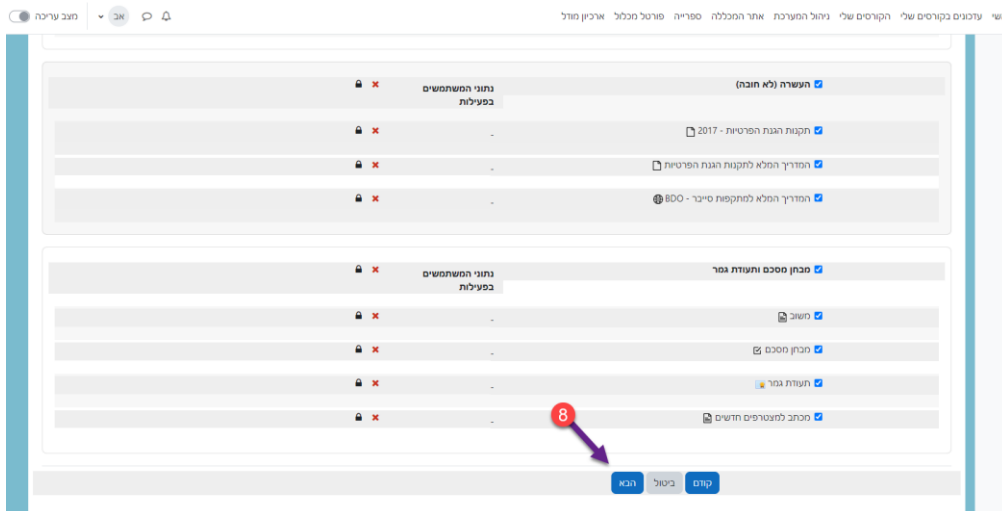 שי עדכונים בקורסים שלי הקורסים שלי ניהול המערכת אתר המכללה ספרייה פורטל מכלול ארכיון מודל אב מצב עריכה
העשרה (לא חובה) נתוני המשתמשים
בפעילות
תקנות הגנת הפרטיות - 2017 -
המדריך המלא לתקנות הגנת הפרטיות -
המדריך המלא למתקפות סייבר - BDO -
מבחן מסכם ותעודת גמר נתוני המשתמשים
בפעילות
משוב -
מבחן מסכם -
תעודת גמר -
מכתב למצטרפים חדשים -
8
קודם ביטול הבא